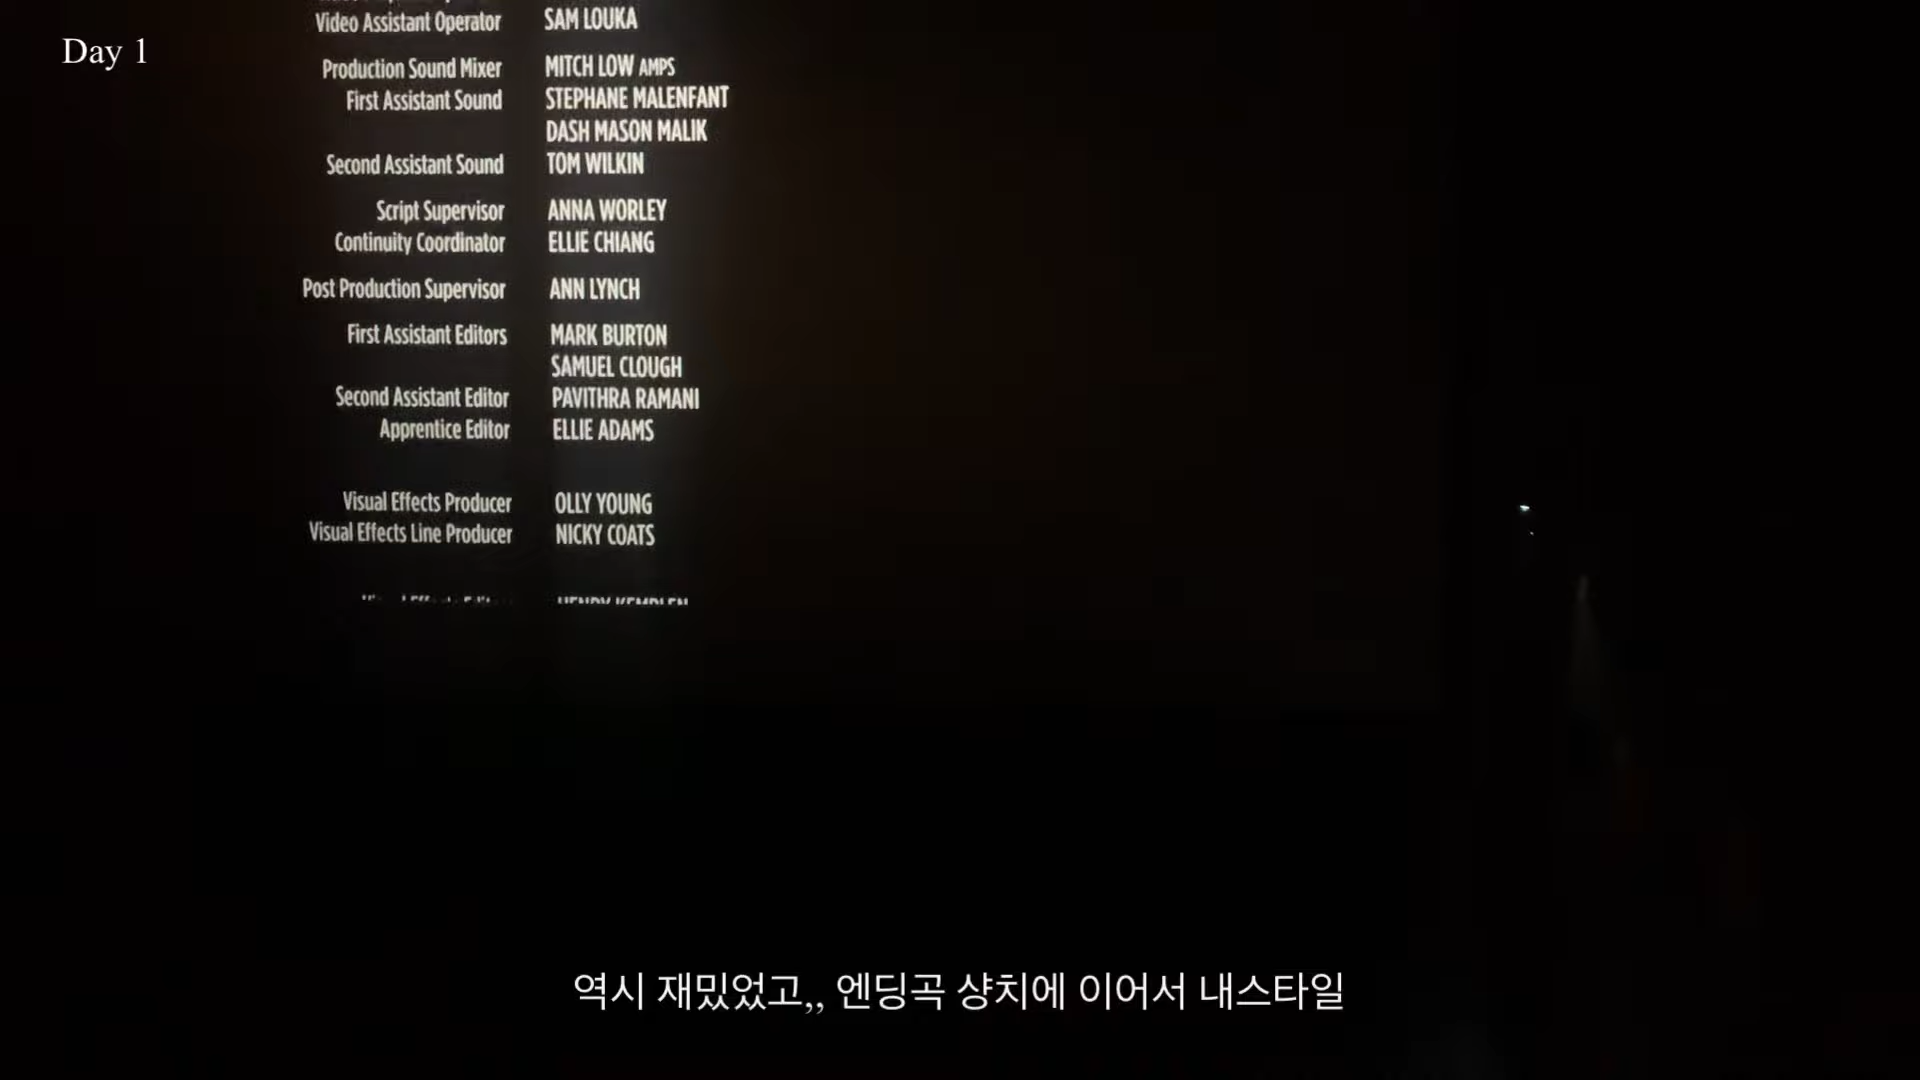 Day 1
Video Assistant Operator SAM LOUKA
Production Sound Mixer MITCH LOW AMPS
First Assistant Sound STEPHANE MALENFANT
DASH MASON MALIK
Second Assistant Sound TOM WILKIN
Script Supervisor ANNA WORLEY
Continuity Coordinator ELLIE CHIANG
Post Production Supervisor ANN LYNCH
First Assistant Editors MARK BURTON
SAMUEL CLOUGH
Second Assistant Editor PAVITHRA RAMANI
Apprentice Editor ELLIE ADAMS
Visual Effects Producer OLLY YOUNG
Visual Effects Line Producer NICKY COATS
역시 재밌었고,, 엔딩곡 샹치에 이어서 내스타일